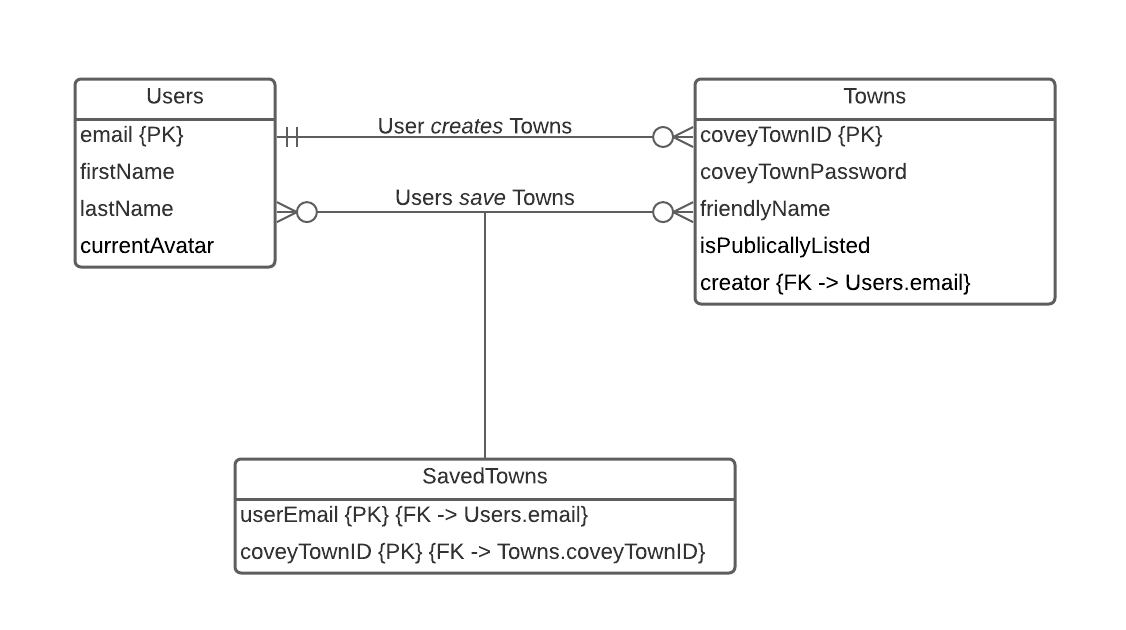 Users
email {PK}
firstName
lastName
currentAvatar
User creates Towns
Users save Towns
Towns
coveyTownID {PK}
coveyTownPassword
friendlyName
isPublicallyListed
creator {FK -> Users.email}
SavedTowns
userEmail {PK} {FK -> Users.email}
coveyTownID {PK} {FK -> Towns.coveyTownID}